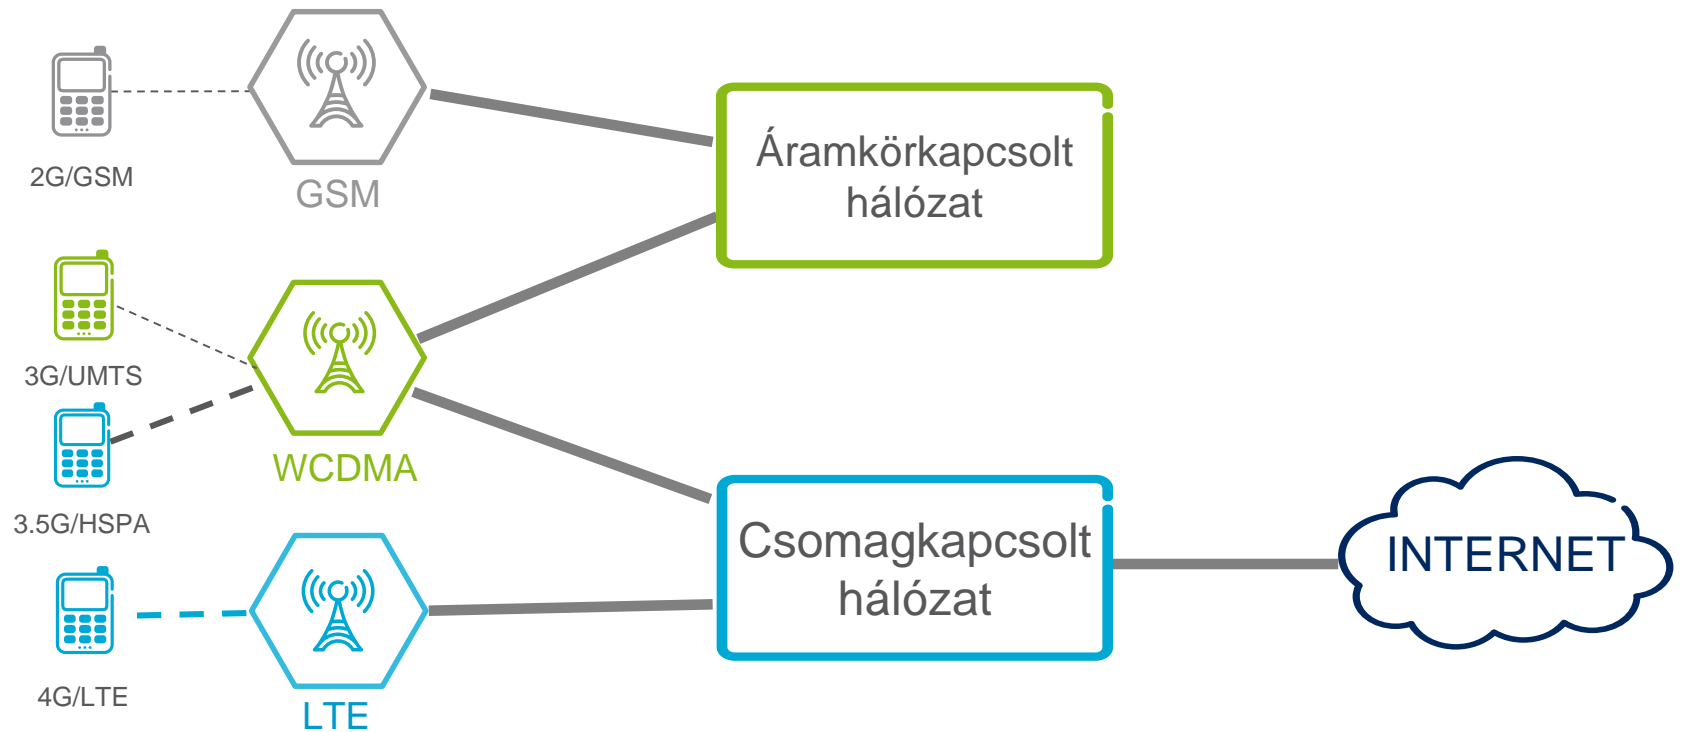 2G/GSM
GSM
Áramkörkapcsolt
hálózat
3G/UMTS
3.5G/HSPA
WCDMA
4G/LTE
LTE
Csomagkapcsolt
hálózat
INTERNET